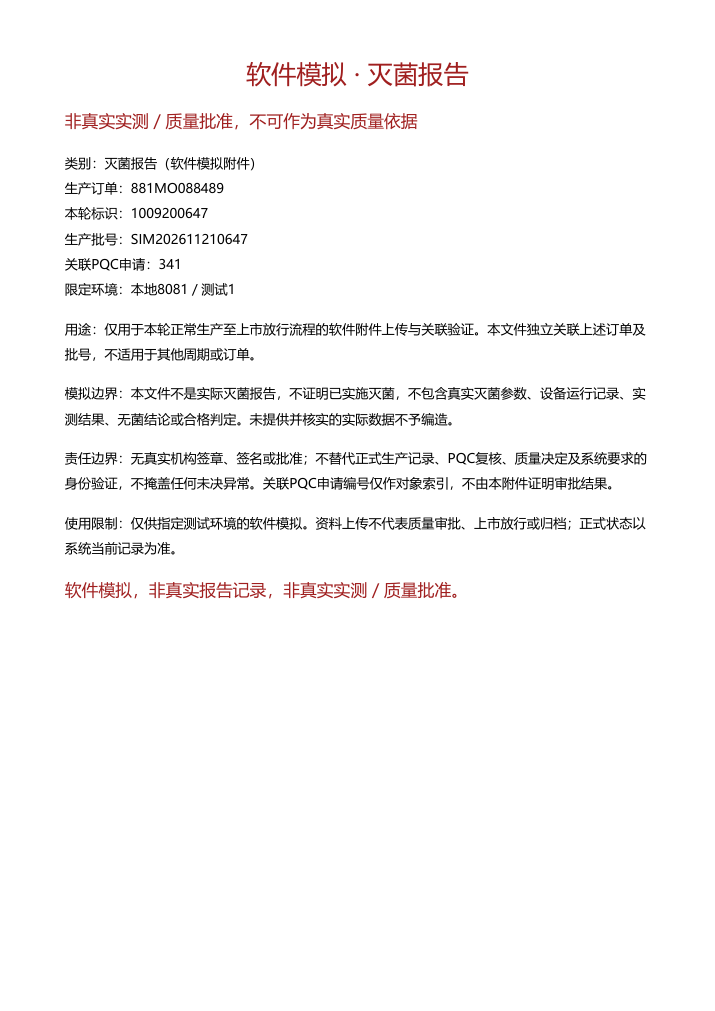 软件模拟 · 灭菌报告
非真实实测 / 质量批准，不可作为真实质量依据
类别：灭菌报告（软件模拟附件）
生产订单：881MO088489
本轮标识：1009200647
生产批号：SIM202611210647
关联PQC申请：341
限定环境：本地8081 / 测试1
用途：仅用于本轮正常生产至上市放行流程的软件附件上传与关联验证。本文件独立关联上述订单及
批号，不适用于其他周期或订单。
模拟边界：本文件不是实际灭菌报告，不证明已实施灭菌，不包含真实灭菌参数、设备运行记录、实
测结果、无菌结论或合格判定。未提供并核实的实际数据不予编造。
责任边界：无真实机构签章、签名或批准；不替代正式生产记录、PQC复核、质量决定及系统要求的
身份验证，不掩盖任何未决异常。关联PQC申请编号仅作对象索引，不由本附件证明审批结果。
使用限制：仅供指定测试环境的软件模拟。资料上传不代表质量审批、上市放行或归档；正式状态以
系统当前记录为准。
软件模拟，非真实报告记录，非真实实测 / 质量批准。